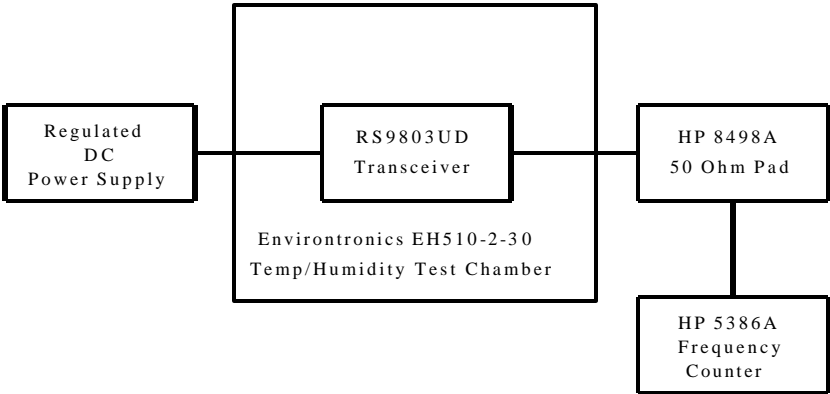 Regulated
DC
Power Supply
RS9803UD
Transceiver
HP 8498A
50 Ohm Pad
Environtronics EH510-2-30
Temp/Humidity Test Chamber
HP 5386A
Frequency
Counter